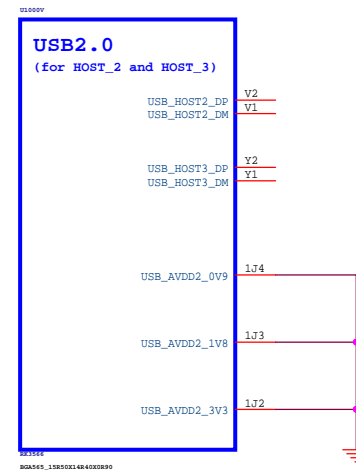 U1000V
USB2.0
(for HOST_2 and HOST_3)
USB_HOST2_DP V2
USB_HOST2_DM V1
USB_HOST3_DP Y2
USB_HOST3_DM Y1
USB_AVDD2_0V9 1J4
USB_AVDD2_1V8 1J3
USB_AVDD2_3V3 1J2
RK3566
BGA565_15R50X14R40X0R90